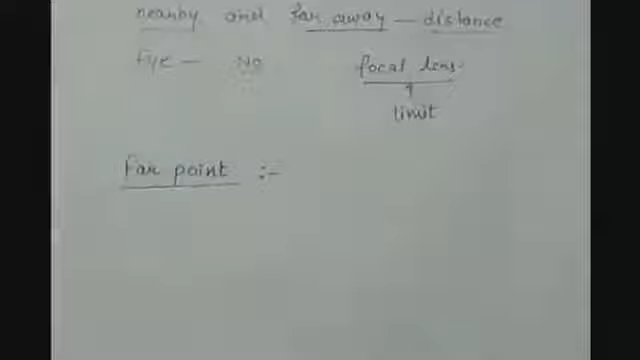 nearby and far away — distance
Eye — No focal lens.
limit
Far point :-